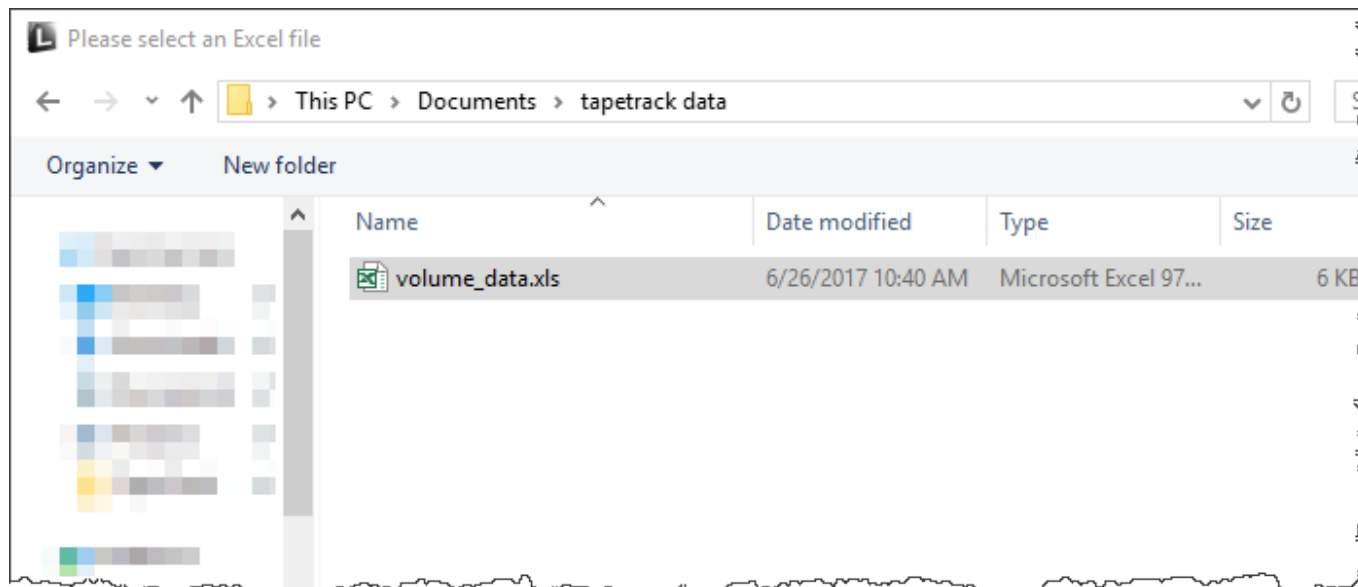 Please select an Excel file
This PC > Documents > tapetrack data
Organize New folder
Name Date modified Type Size
volume_data.xls 6/26/2017 10:40 AM Microsoft Excel 97... 6 KB